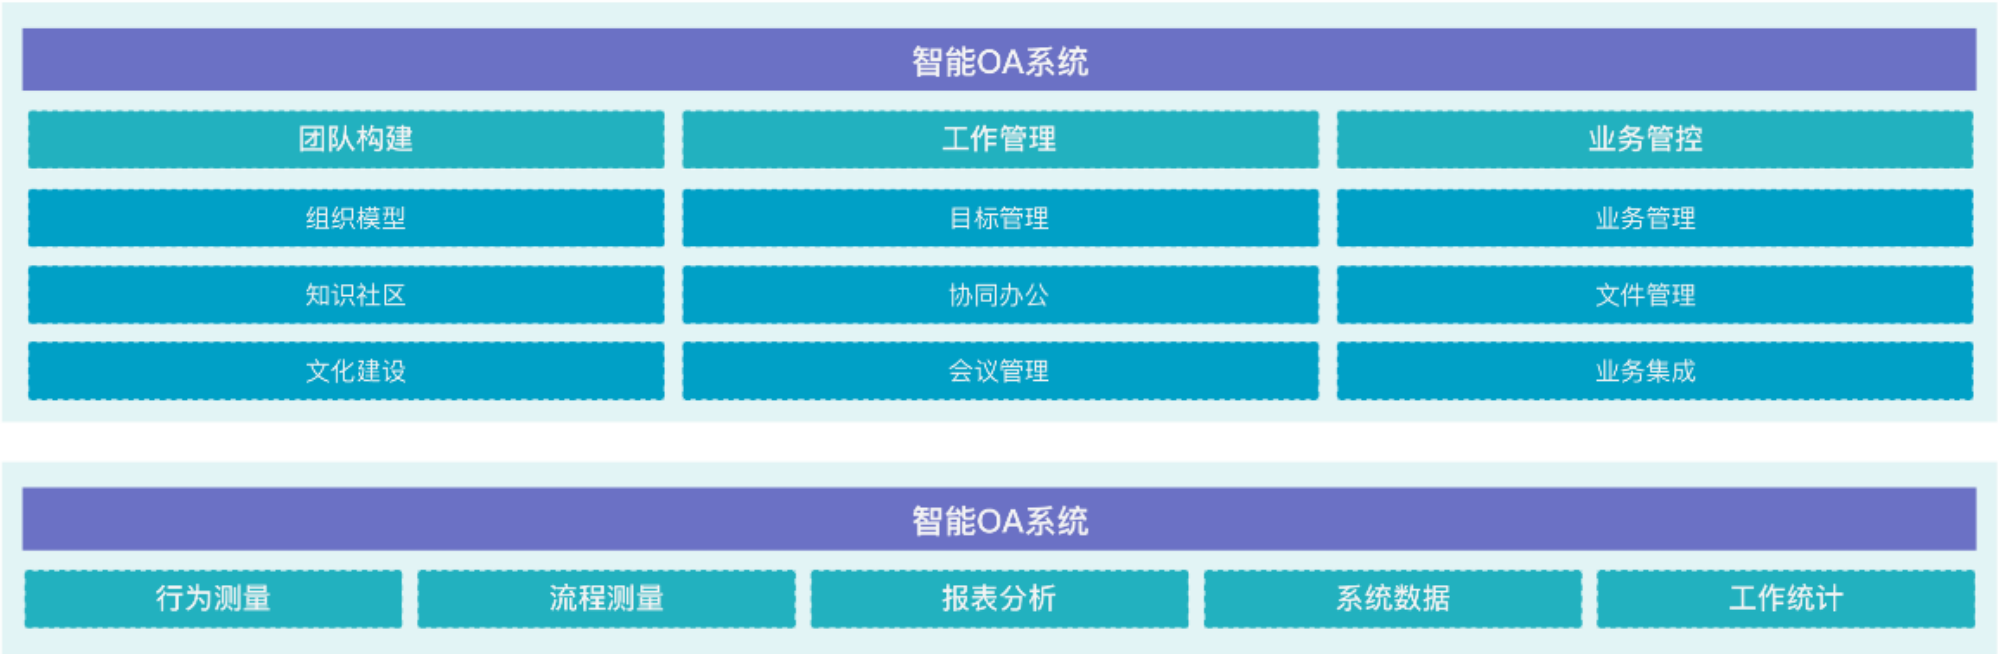 智能OA系统
团队构建
工作管理
业务管控
组织模型
目标管理
业务管理
知识社区
协同办公
文件管理
文化建设
会议管理
业务集成
智能OA系统
行为测量
流程测量
报表分析
系统数据
工作统计